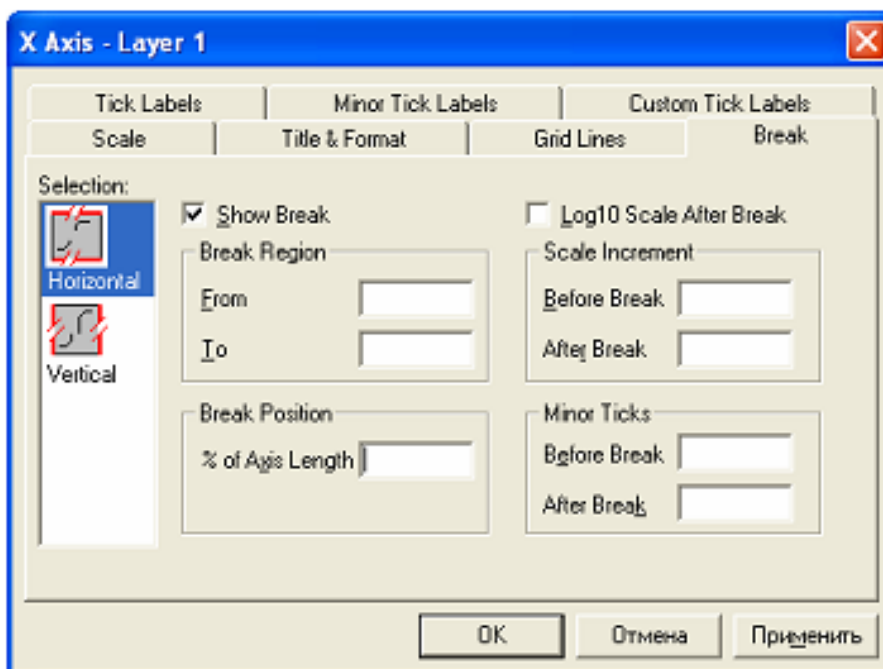 X Axis - Layer 1
Tick Labels Minor Tick Labels Custom Tick Labels
Scale Title & Format Grid Lines Break
Selection:
Horizontal
Vertical
Show Break
Log10 Scale After Break
Break Region
From
To
Scale Increment
Before Break
After Break
Break Position
% of Axis Length
Minor Ticks
Before Break
After Break
OK Отмена Применить